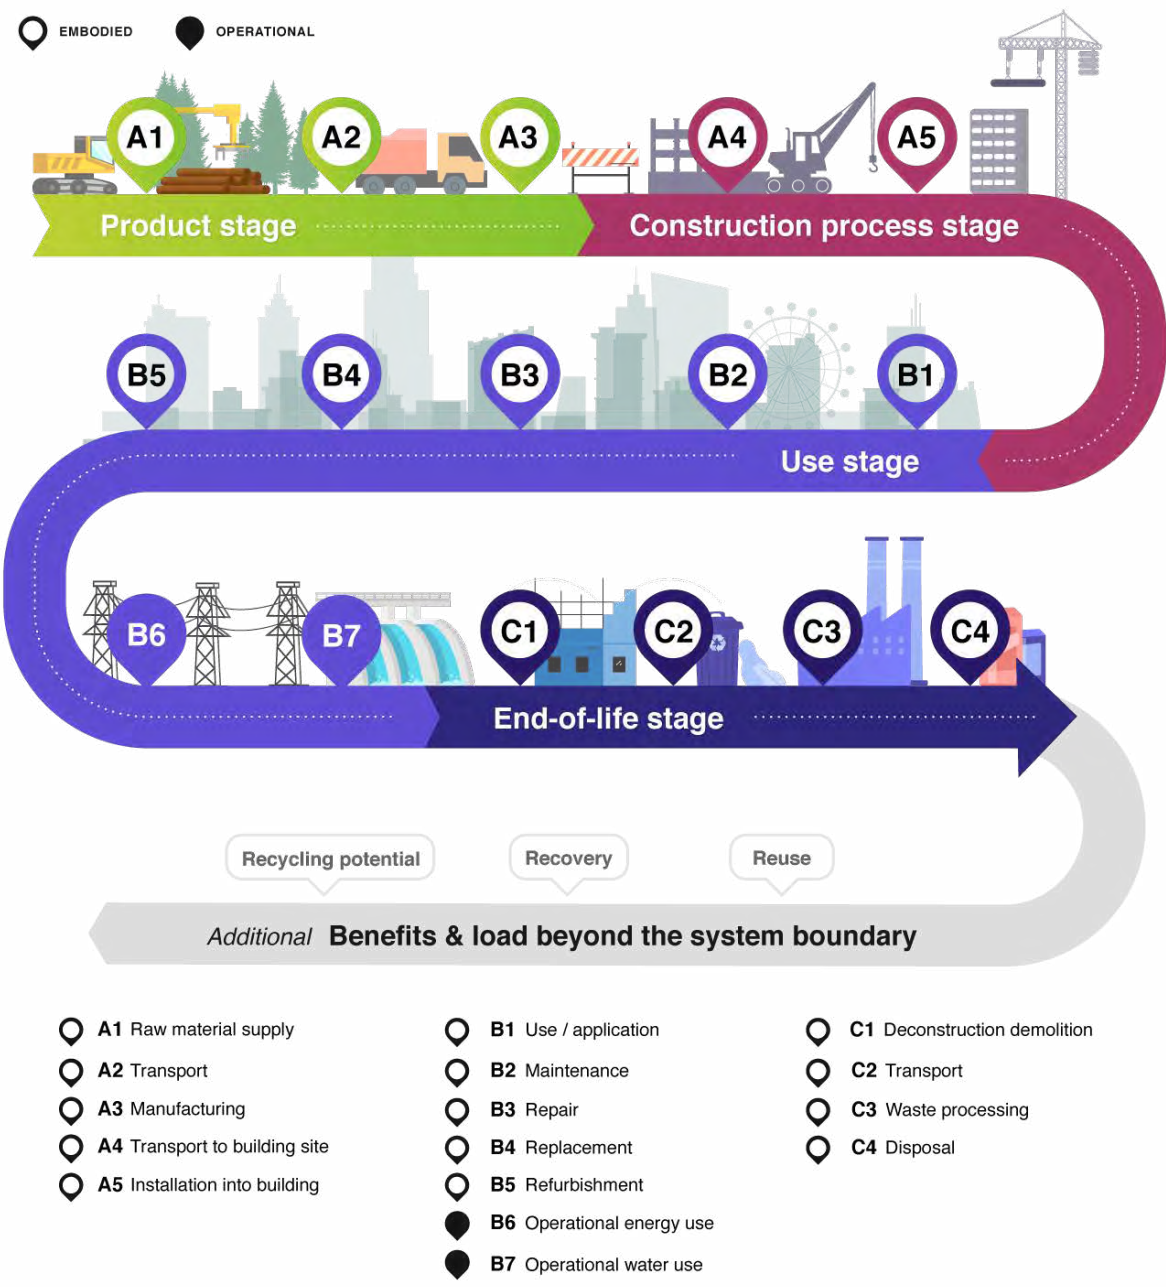 EMBODIED OPERATIONAL
A1 A2 A3 A4 A5
Product stage Construction process stage
B5 B4 B3 B2 B1
Use stage
B6 B7 C1 C2 C3 C4
End-of-life stage
Recycling potential Recovery Reuse
Additional Benefits & load beyond the system boundary
A1 Raw material supply
A2 Transport
A3 Manufacturing
A4 Transport to building site
A5 Installation into building
B1 Use / application
B2 Maintenance
B3 Repair
B4 Replacement
B5 Refurbishment
B6 Operational energy use
B7 Operational water use
C1 Deconstruction demolition
C2 Transport
C3 Waste processing
C4 Disposal